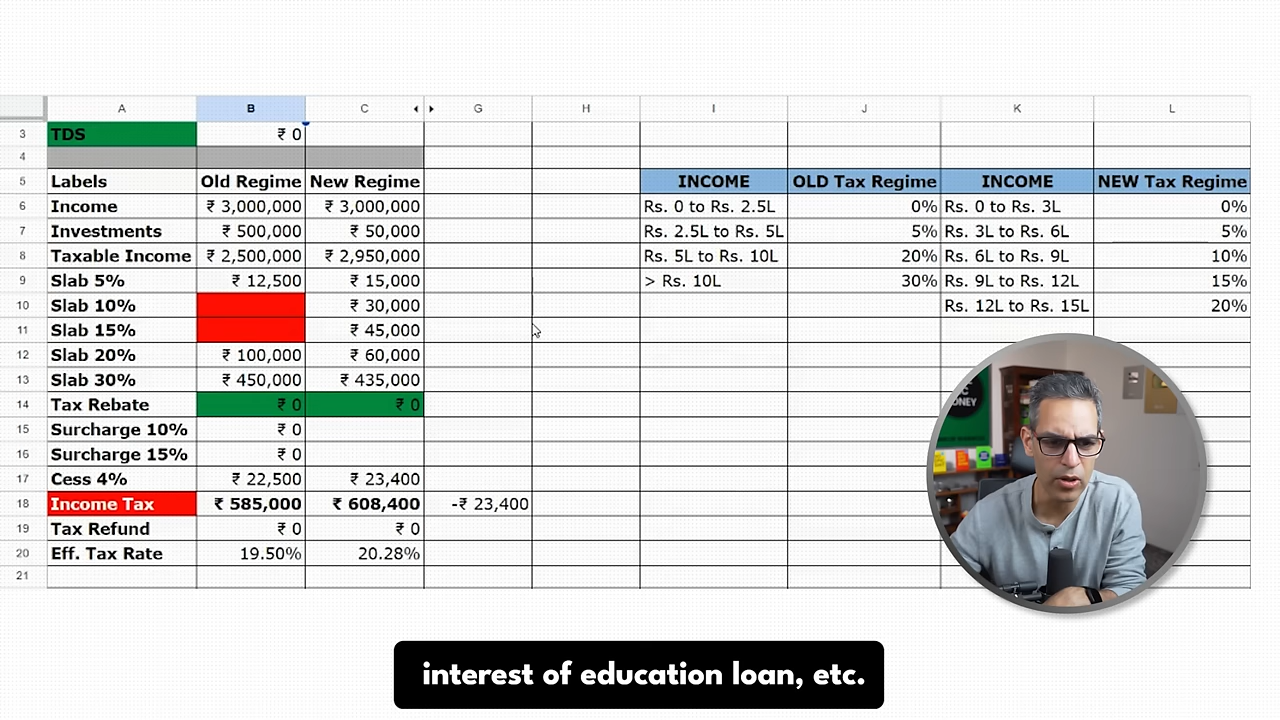 A B C G H I J K L
3 TDS ₹ 0
4
5 Labels Old Regime New Regime INCOME OLD Tax Regime INCOME NEW Tax Regime
6 Income ₹ 3,000,000 ₹ 3,000,000 Rs. 0 to Rs. 2.5L 0% Rs. 0 to Rs. 3L 0%
7 Investments ₹ 500,000 ₹ 50,000 Rs. 2.5L to Rs. 5L 5% Rs. 3L to Rs. 6L 5%
8 Taxable Income ₹ 2,500,000 ₹ 2,950,000 Rs. 5L to Rs. 10L 20% Rs. 6L to Rs. 9L 10%
9 Slab 5% ₹ 12,500 ₹ 15,000 > Rs. 10L 30% Rs. 9L to Rs. 12L 15%
10 Slab 10% ₹ 30,000 Rs. 12L to Rs. 15L 20%
11 Slab 15% ₹ 45,000
12 Slab 20% ₹ 100,000 ₹ 60,000
13 Slab 30% ₹ 450,000 ₹ 435,000
14 Tax Rebate ₹ 0 ₹ 0
15 Surcharge 10% ₹ 0
16 Surcharge 15% ₹ 0
17 Cess 4% ₹ 22,500 ₹ 23,400
18 Income Tax ₹ 585,000 ₹ 608,400 -₹ 23,400
19 Tax Refund ₹ 0 ₹ 0
20 Eff. Tax Rate 19.50% 20.28%
21
interest of education loan, etc.